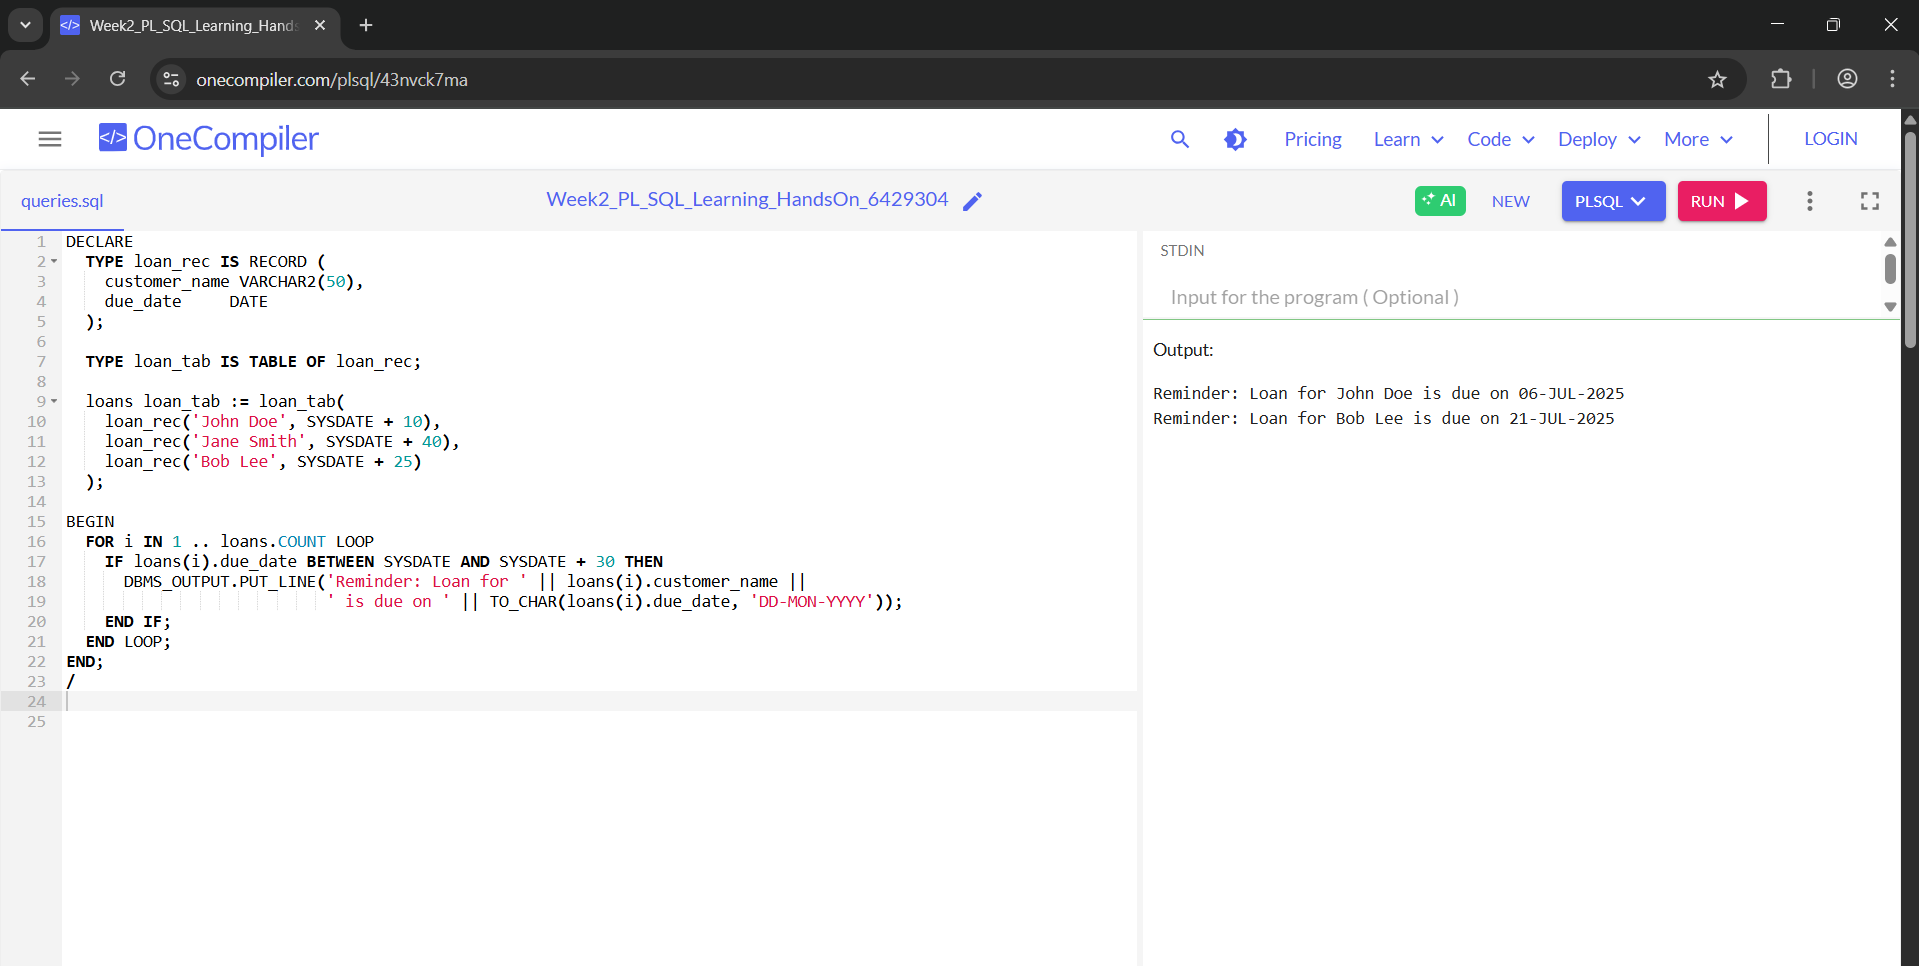 Week2_PL_SQL_Learning_Hands
onecompiler.com/plsql/43nvck7ma
</> OneCompiler
Pricing Learn Code Deploy More LOGIN
queries.sql Week2_PL_SQL_Learning_HandsOn_6429304 AI NEW PLSQL RUN
1 DECLARE
2 TYPE loan_rec IS RECORD (
3 customer_name VARCHAR2(50),
4 due_date     DATE
5 );
6
7 TYPE loan_tab IS TABLE OF loan_rec;
8
9 loans loan_tab := loan_tab(
10 loan_rec('John Doe', SYSDATE + 10),
11 loan_rec('Jane Smith', SYSDATE + 40),
12 loan_rec('Bob Lee', SYSDATE + 25)
13 );
14
15 BEGIN
16 FOR i IN 1 .. loans.COUNT LOOP
17 IF loans(i).due_date BETWEEN SYSDATE AND SYSDATE + 30 THEN
18 DBMS_OUTPUT.PUT_LINE('Reminder: Loan for ' || loans(i).customer_name ||
19 ' is due on ' || TO_CHAR(loans(i).due_date, 'DD-MON-YYYY'));
20 END IF;
21 END LOOP;
22 END;
23 /
24
25
STDIN
Input for the program ( Optional )
Output:
Reminder: Loan for John Doe is due on 06-JUL-2025
Reminder: Loan for Bob Lee is due on 21-JUL-2025